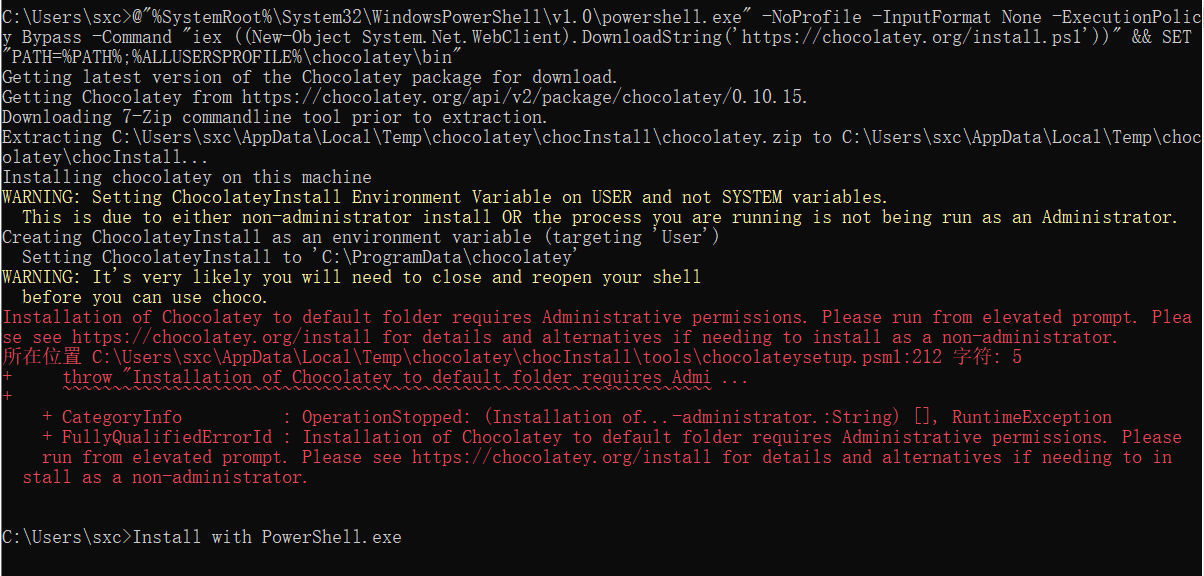 C:\Users\sxc>@"%SystemRoot%\System32\WindowsPowerShell\v1.0\powershell.exe" -NoProfile -InputFormat None -ExecutionPolic
y Bypass -Command "iex ((New-Object System.Net.WebClient).DownloadString('https://chocolatey.org/install.ps1'))" && SET
"PATH=%PATH%;%ALLUSERSPROFILE%\chocolatey\bin"
Getting latest version of the Chocolatey package for download.
Getting Chocolatey from https://chocolatey.org/api/v2/package/chocolatey/0.10.15.
Downloading 7-Zip commandline tool prior to extraction.
Extracting C:\Users\sxc\AppData\Local\Temp\chocolatey\chocInstall\chocolatey.zip to C:\Users\sxc\AppData\Local\Temp\choc
olatey\chocInstall...
Installing chocolatey on this machine
WARNING: Setting ChocolateyInstall Environment Variable on USER and not SYSTEM variables.
  This is due to either non-administrator install OR the process you are running is not being run as an Administrator.
Creating ChocolateyInstall as an environment variable (targeting 'User')
  Setting ChocolateyInstall to 'C:\ProgramData\chocolatey'
WARNING: It's very likely you will need to close and reopen your shell
  before you can use choco.
Installation of Chocolatey to default folder requires Administrative permissions. Please run from elevated prompt. Plea
se see https://chocolatey.org/install for details and alternatives if needing to install as a non-administrator.
所在位置 C:\Users\sxc\AppData\Local\Temp\chocolatey\chocInstall\tools\chocolateysetup.psm1:212 字符: 5
+     throw "Installation of Chocolatey to default folder requires Admi ...
+
    + CategoryInfo          : OperationStopped: (Installation of...-administrator.:String) [], RuntimeException
    + FullyQualifiedErrorId : Installation of Chocolatey to default folder requires Administrative permissions. Please
    run from elevated prompt. Please see https://chocolatey.org/install for details and alternatives if needing to in
  stall as a non-administrator.
C:\Users\sxc>Install with PowerShell.exe